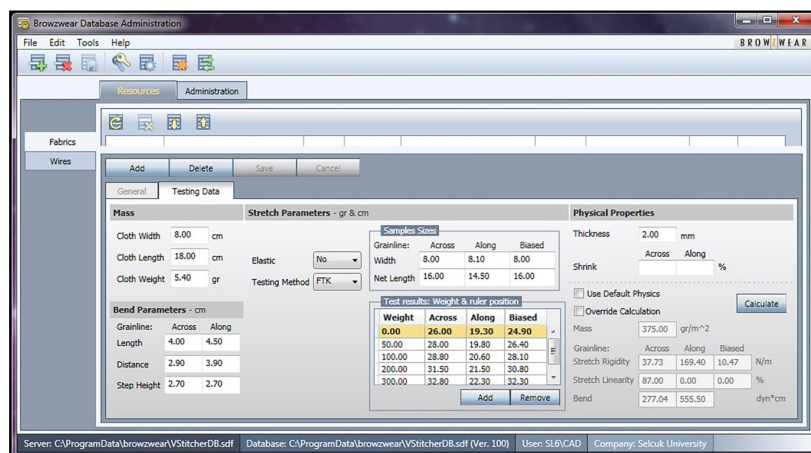 Browzwear Database Administration
File Edit Tools Help
BROWZWEAR
Resources Administration
Fabrics
Wires
Add Delete Save Cancel
General Testing Data
Mass
Cloth Width 8.00 cm
Cloth Length 18.00 cm
Cloth Weight 5.40 gr
Bend Parameters - cm
Grainline: Across Along
Length 4.00 4.50
Distance 2.90 3.90
Step Height 2.70 2.70
Stretch Parameters - gr & cm
Elastic No
Testing Method FTK
Samples Sizes
Grainline: Across Along Biased
Width 8.00 8.10 8.00
Net Length 16.00 14.50 16.00
Test results: Weight & ruler position
Weight Across Along Biased
0.00 26.00 19.30 24.90
50.00 28.00 19.80 26.40
100.00 28.80 20.60 28.10
200.00 31.50 21.50 30.80
300.00 32.80 22.30 32.30
Add Remove
Physical Properties
Thickness 2.00 mm
Across Along
Shrink %
Use Default Physics
Override Calculation
Calculate
Mass 375.00 gr/m^2
Grainline: Across Along Biased
Stretch Rigidity 37.73 169.40 10.47 N/m
Stretch Linearity 87.00 0.00 0.00 %
Bend 277.04 555.50 dyn*cm
Server: C:\ProgramData\browzwear\VStitcherDB.sdf Database: C:\ProgramData\browzwear\VStitcherDB.sdf (Ver. 100) User: SL6\CAD Company: Selcuk University